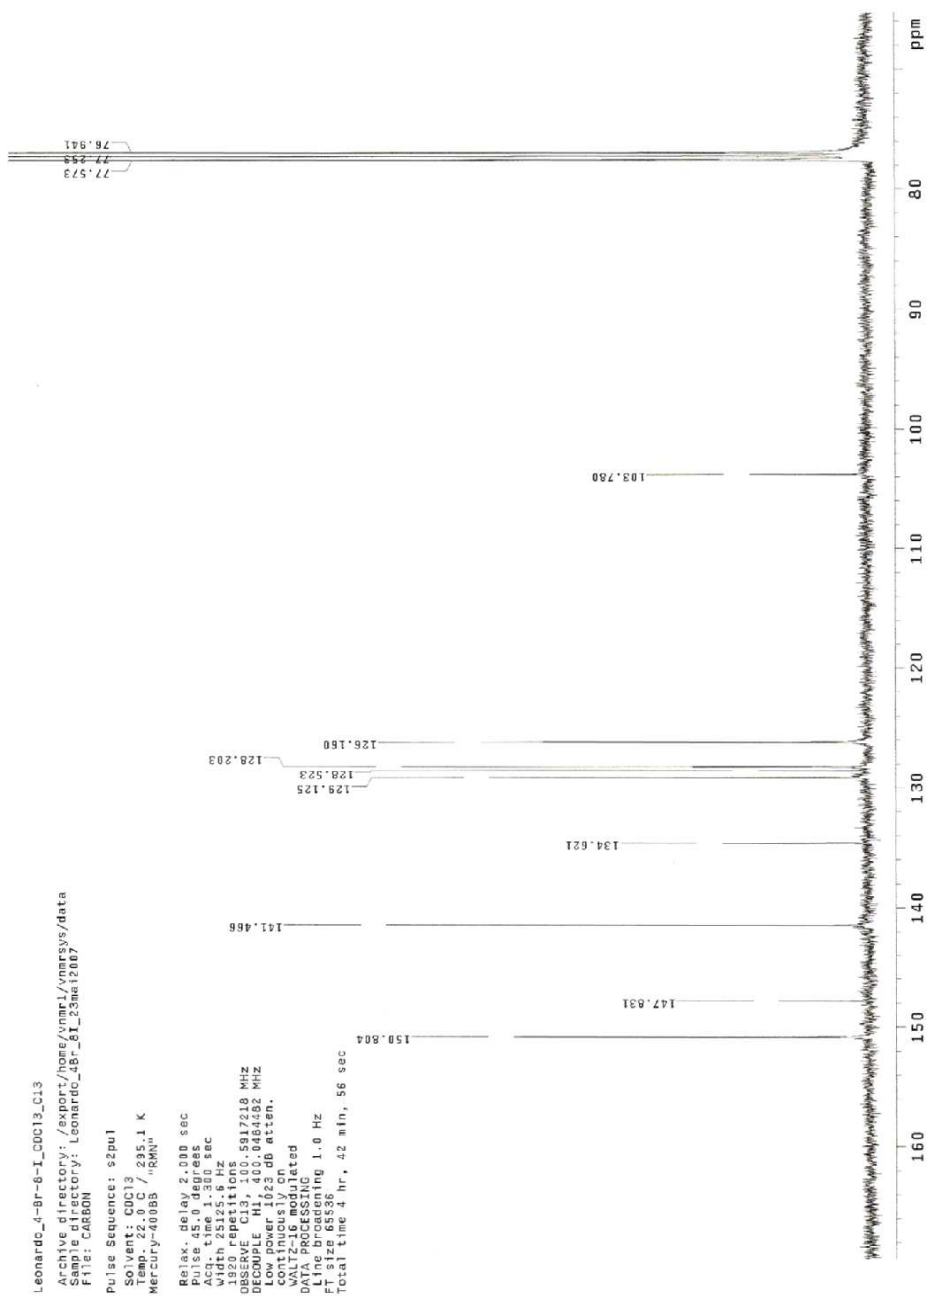 Leonardo_4-Br-8-I_CDCl3_C13
Archive directory: /export/home/vnmr1/vnmrsys/data
Sample directory: Leonardo_4Br_8I_23mai2007
File: CARBON
Pulse Sequence: s2pul
Solvent: CDCl3
Temp. 22.0 C / 295.1 K
Mercury-400BB "RMN"
Relax. delay 2.000 sec
Pulse 45.0 degrees
Acq. time 1.300 sec
Width 25125.6 Hz
1920 repetitions
OBSERVE C13, 100.5917218 MHz
DECOUPLE H1, 400.0464482 MHz
Low power 1023 dB atten.
continuously on
WALTZ-16 modulated
DATA PROCESSING
Line broadening 1.0 Hz
FT size 65536
Total time 4 hr, 42 min, 56 sec
150.804
147.831
141.466
134.621
129.125
128.523
128.203
126.160
103.780
77.573
77.253
76.941
160
150
140
130
120
110
100
90
80
ppm